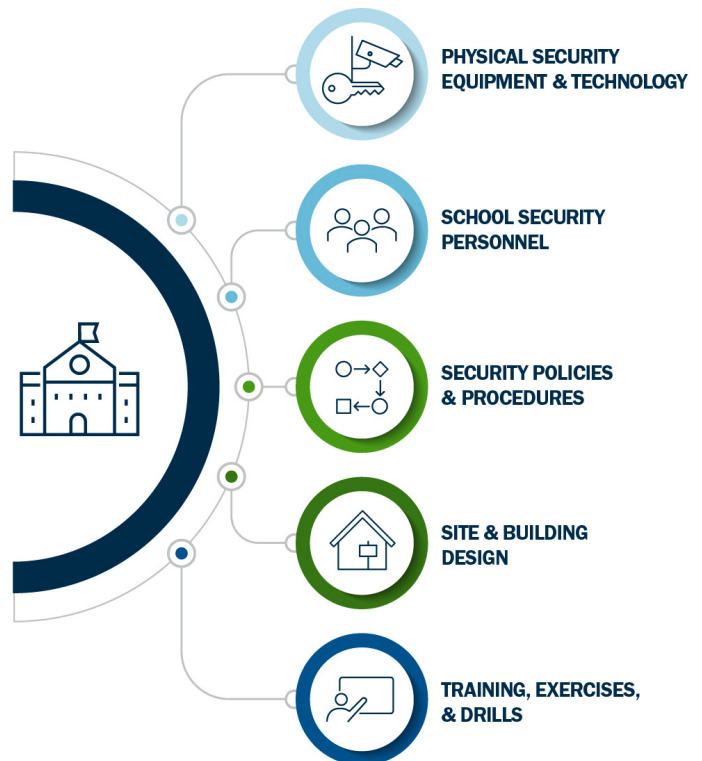 PHYSICAL SECURITY
EQUIPMENT & TECHNOLOGY
SCHOOL SECURITY
PERSONNEL
SECURITY POLICIES
& PROCEDURES
SITE & BUILDING
DESIGN
TRAINING, EXERCISES,
& DRILLS